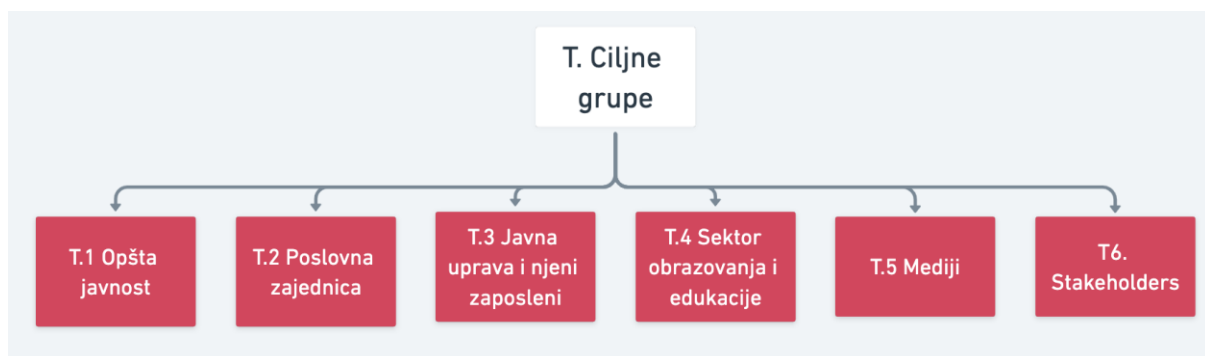 T. Ciljne
grupe
T.1 Opšta
javnost
T.2 Poslovna
zajednica
T.3 Javna
uprava i njeni
zaposleni
T.4 Sektor
obrazovanja i
edukacije
T.5 Mediji
T6.
Stakeholders